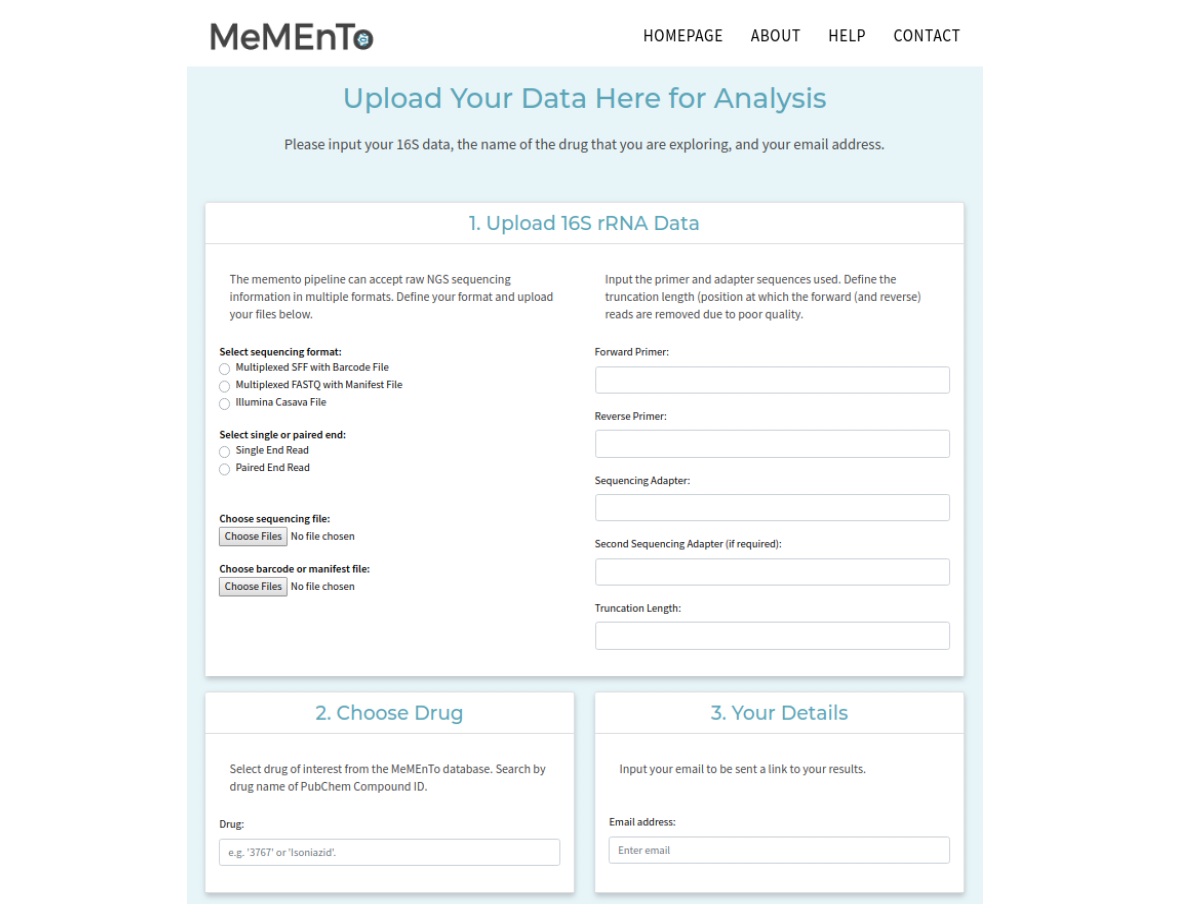 MeMEnTo
HOMEPAGE ABOUT HELP CONTACT
Upload Your Data Here for Analysis
Please input your 16S data, the name of the drug that you are exploring, and your email address.
1. Upload 16S rRNA Data
The memento pipeline can accept raw NGS sequencing
information in multiple formats. Define your format and upload
your files below.
Select sequencing format:
Multiplexed SFF with Barcode File
Multiplexed FASTQ with Manifest File
Illumina Casava File
Select single or paired end:
Single End Read
Paired End Read
Choose sequencing file:
Choose Files No file chosen
Choose barcode or manifest file:
Choose Files No file chosen
Input the primer and adapter sequences used. Define the
truncation length (position at which the forward (and reverse)
reads are removed due to poor quality.
Forward Primer:
Reverse Primer:
Sequencing Adapter:
Second Sequencing Adapter (if required):
Truncation Length:
2. Choose Drug
Select drug of interest from the MeMEnTo database. Search by
drug name of PubChem Compound ID.
Drug:
e.g. '3767' or 'Isoniazid'.
3. Your Details
Input your email to be sent a link to your results.
Email address:
Enter email